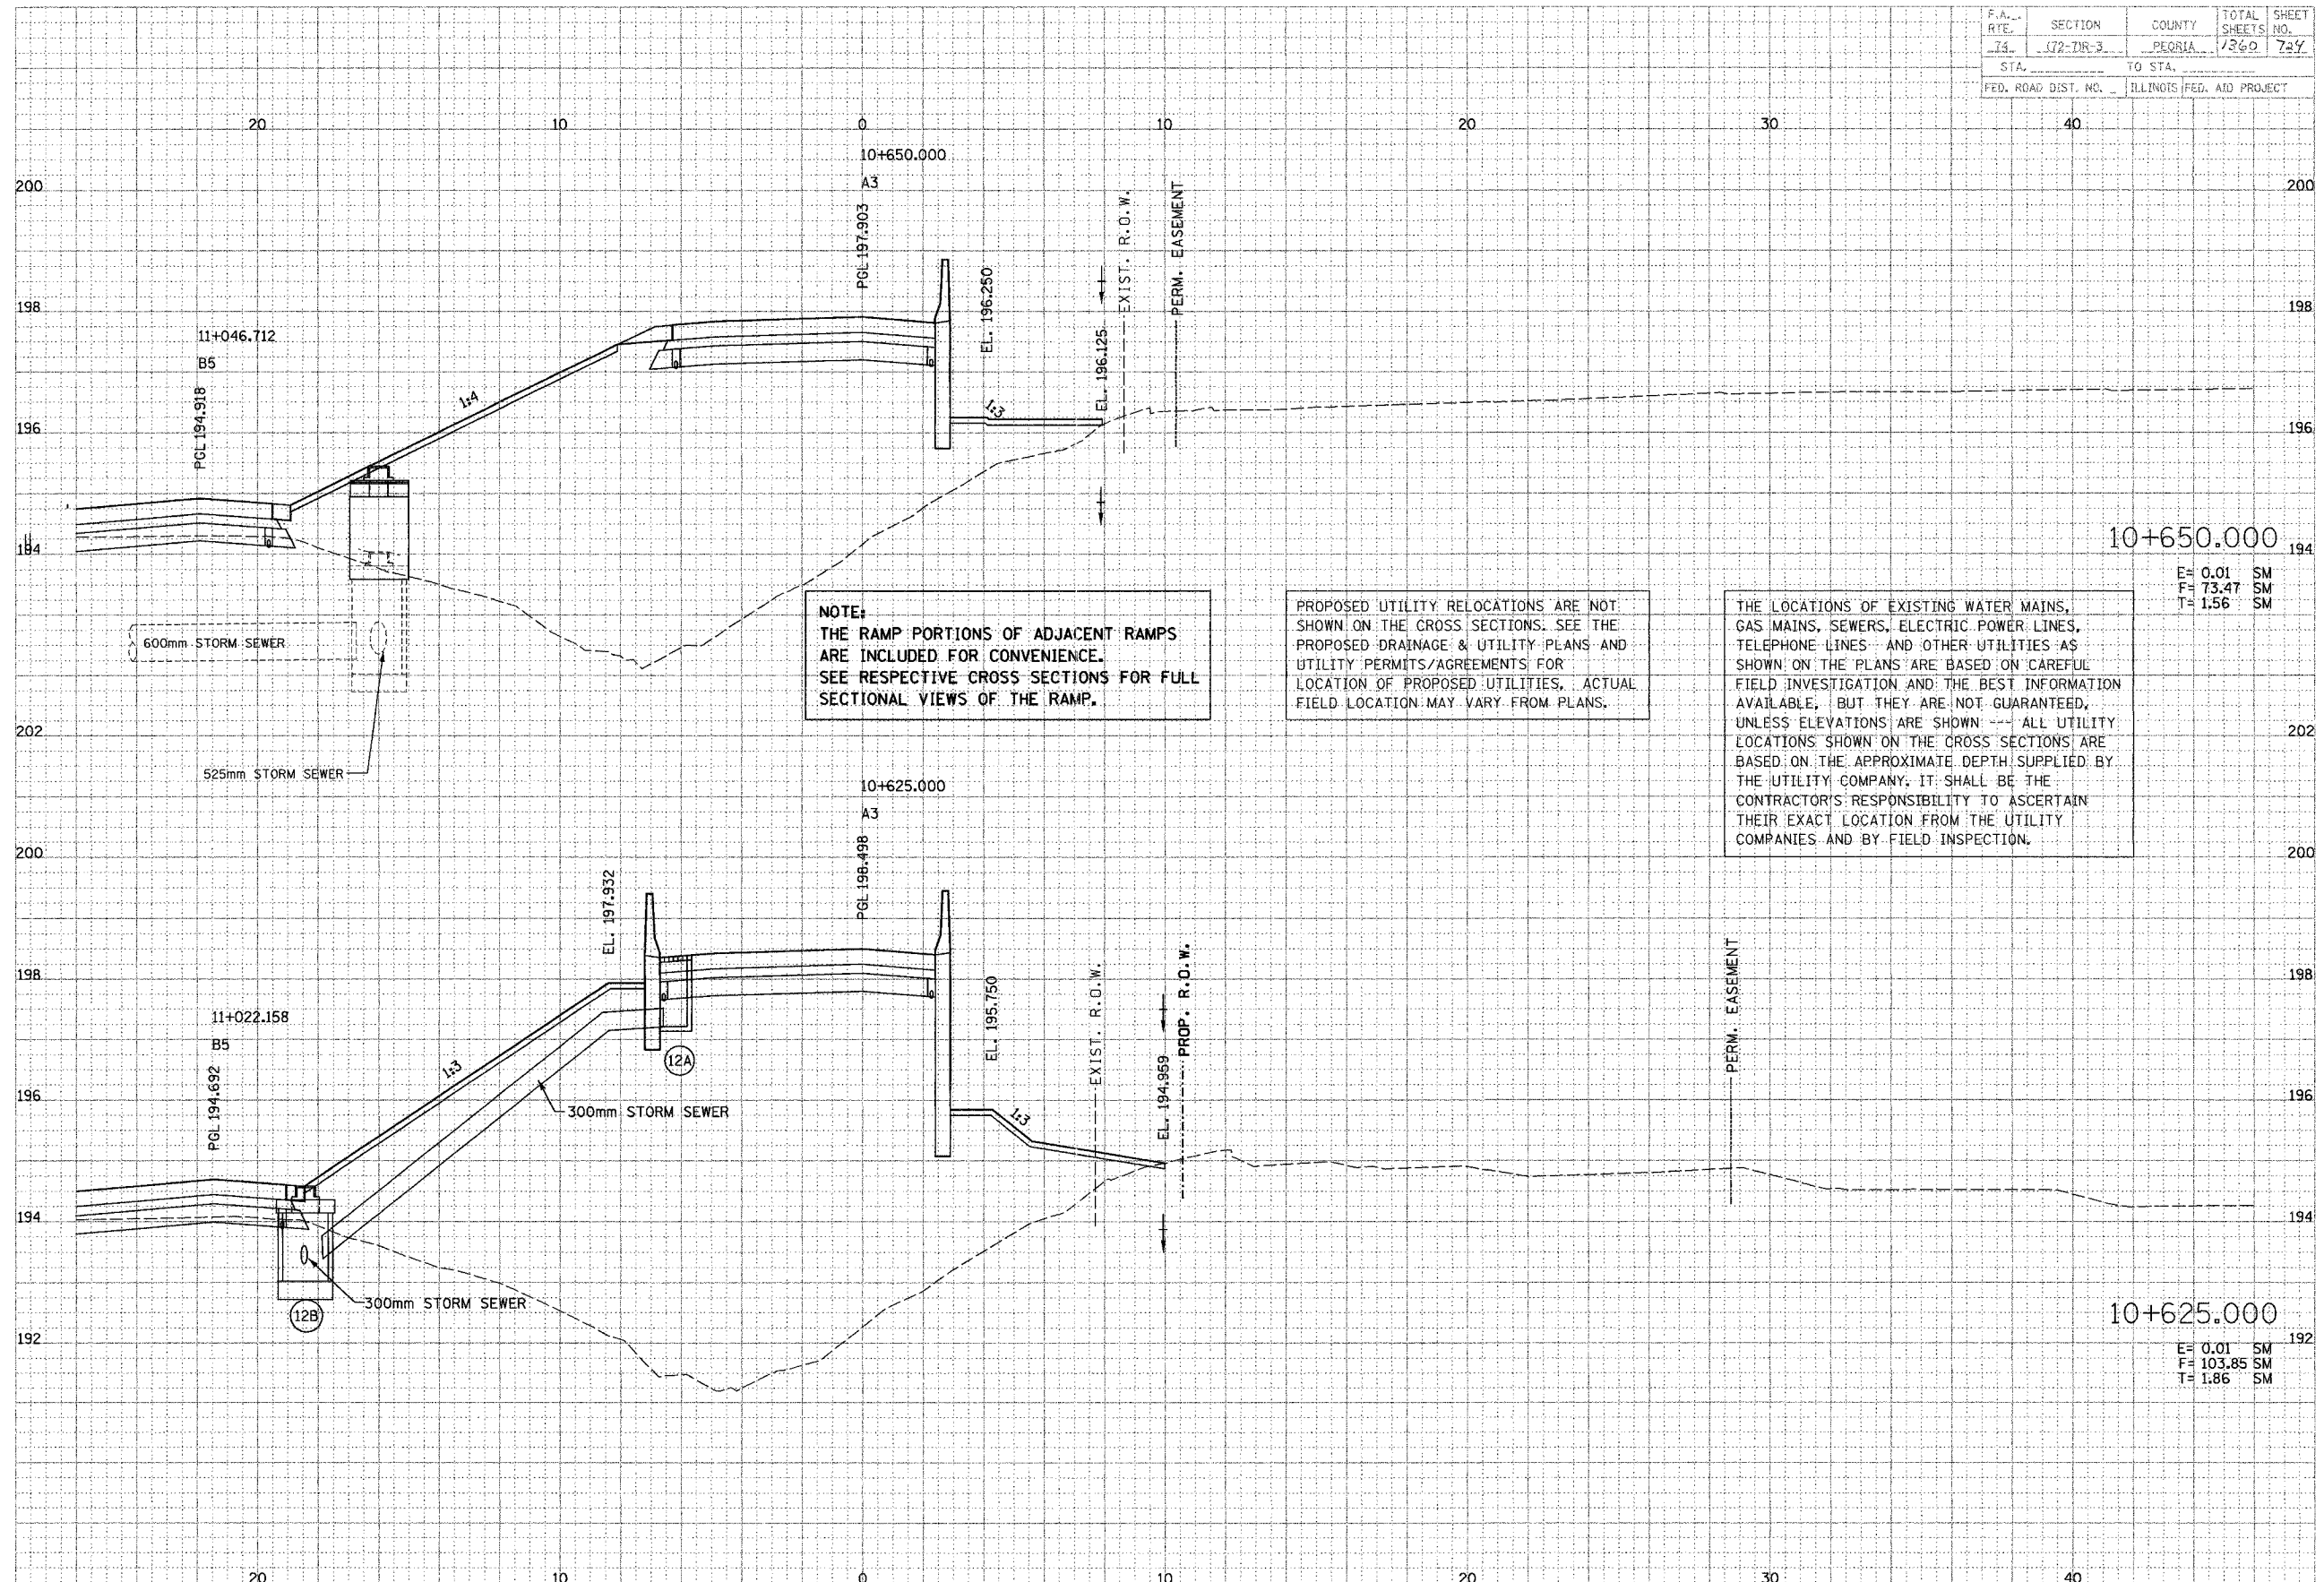 F.A. RTE. SECTION COUNTY TOTAL SHEETS SHEET NO.
74 (72-7)R-3 PEORIA 1360 724
STA. TO STA.
FED. ROAD DIST. NO. ILLINOIS FED. AID PROJECT
20 10 0 10 20 30 40
10+650.000
A3
PGL 197.903
200 200
EXIST. R.O.W.
PERM. EASEMENT
EL. 196.250
EL. 196.125
198 198
11+046.712
B5
PGL 194.918
1:4
1:3
196 196
194 194
10+650.000
E= 0.01 SM
F= 73.47 SM
T= 1.56 SM
600mm STORM SEWER
525mm STORM SEWER
NOTE:
THE RAMP PORTIONS OF ADJACENT RAMPS
ARE INCLUDED FOR CONVENIENCE.
SEE RESPECTIVE CROSS SECTIONS FOR FULL
SECTIONAL VIEWS OF THE RAMP.
PROPOSED UTILITY RELOCATIONS ARE NOT
SHOWN ON THE CROSS SECTIONS. SEE THE
PROPOSED DRAINAGE & UTILITY PLANS AND
UTILITY PERMITS/AGREEMENTS FOR
LOCATION OF PROPOSED UTILITIES, ACTUAL
FIELD LOCATION MAY VARY FROM PLANS.
THE LOCATIONS OF EXISTING WATER MAINS,
GAS MAINS, SEWERS, ELECTRIC POWER LINES,
TELEPHONE LINES AND OTHER UTILITIES AS
SHOWN ON THE PLANS ARE BASED ON CAREFUL
FIELD INVESTIGATION AND THE BEST INFORMATION
AVAILABLE, BUT THEY ARE NOT GUARANTEED.
UNLESS ELEVATIONS ARE SHOWN --- ALL UTILITY
LOCATIONS SHOWN ON THE CROSS SECTIONS ARE
BASED ON THE APPROXIMATE DEPTH SUPPLIED BY
THE UTILITY COMPANY. IT SHALL BE THE
CONTRACTOR'S RESPONSIBILITY TO ASCERTAIN
THEIR EXACT LOCATION FROM THE UTILITY
COMPANIES AND BY FIELD INSPECTION.
202 202
10+625.000
A3
PGL 198.498
200 200
EL. 197.932
198 198
EXIST. R.O.W.
PROP. R.O.W.
PERM. EASEMENT
EL. 195.750
EL. 194.959
11+022.158
B5
PGL 194.692
1:3
12A
300mm STORM SEWER
1:3
196 196
194 194
300mm STORM SEWER
12B
192 192
10+625.000
E= 0.01 SM
F= 103.85 SM
T= 1.86 SM
20 10 0 10 20 30 40